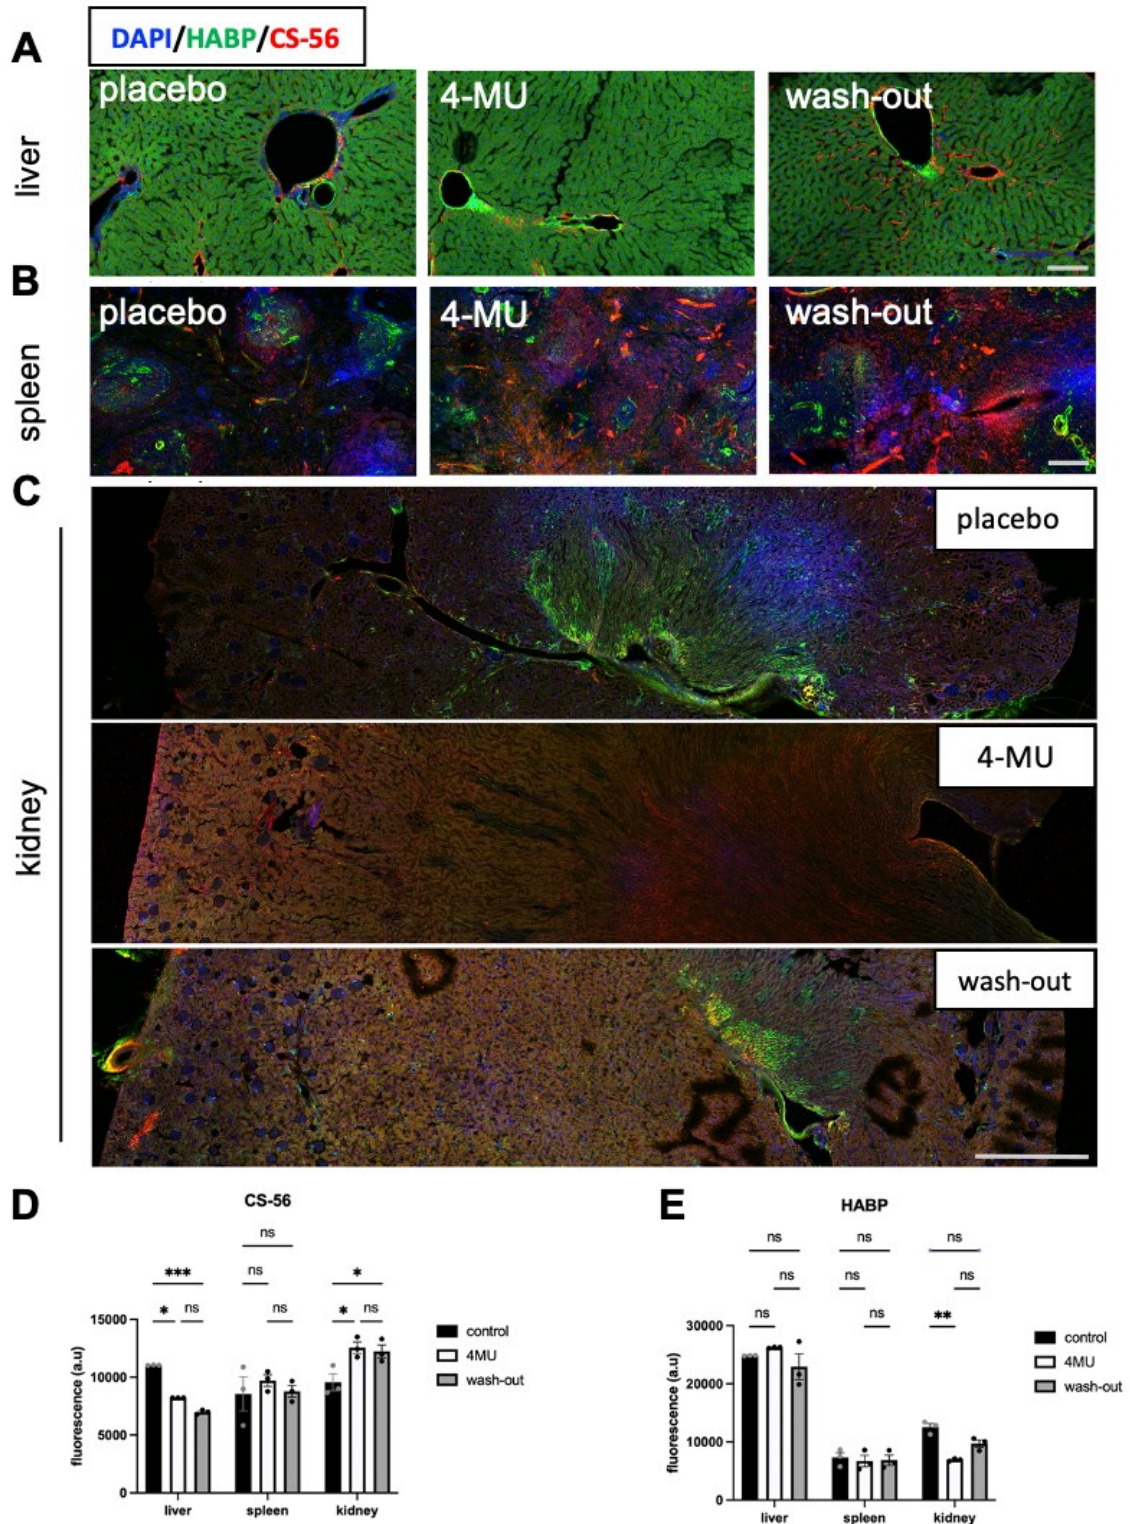 A
DAPI/HABP/CS-56
liver
placebo
4-MU
wash-out
B
spleen
placebo
4-MU
wash-out
C
kidney
placebo
4-MU
wash-out
D
CS-56
ns
*** ns *
* ns ns * ns
fluorescence (a.u)
15000
10000
5000
0
liver spleen kidney
control
4MU
wash-out
E
HABP
ns ns ns
ns ns ns
ns ns **
fluorescence (a.u)
30000
20000
10000
0
liver spleen kidney
control
4MU
wash-out